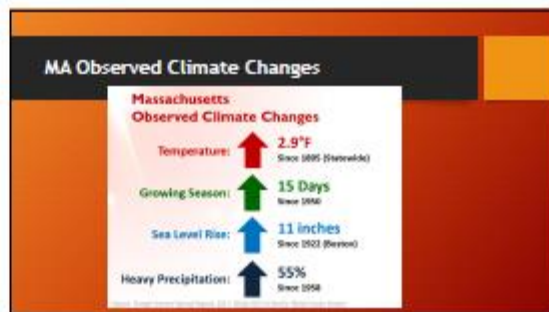 MA Observed Climate Changes
Massachusetts
Observed Climate Changes
Temperature: 2.9°F
Since 1895 (Statewide)
Growing Season: 15 Days
Since 1950
Sea Level Rise: 11 inches
Since 1922 (Boston)
Heavy Precipitation: 55%
Since 1958